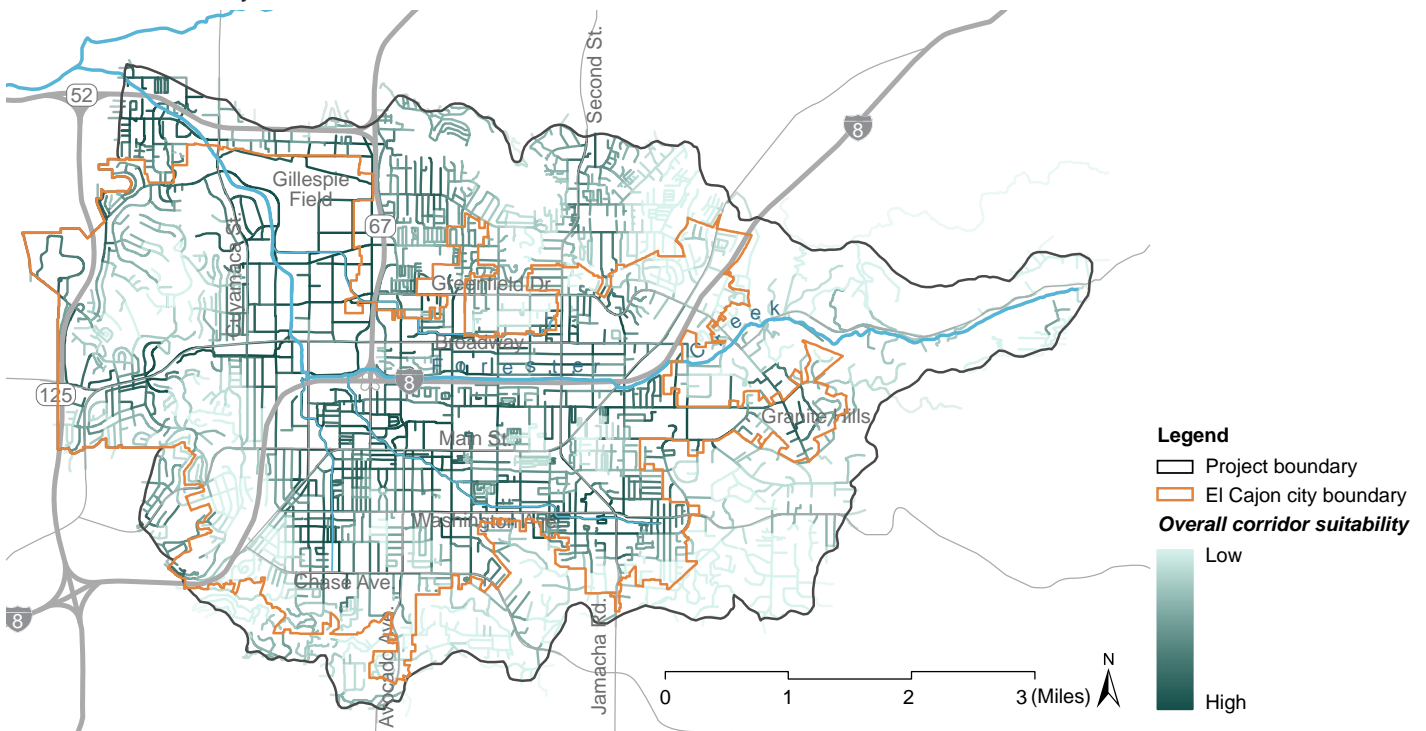 52
Second St.
8
Gillespie
Field
Cuyamaca St.
67
Greenfield Dr
Broadway
Forester Creek
8
125
Granite Hills
Main St.
Washington Ave.
Chase Ave.
Avocado Ave.
Jamacha Rd.
8
0 1 2 3 (Miles)
N
Legend
Project boundary
El Cajon city boundary
Overall corridor suitability
Low
High